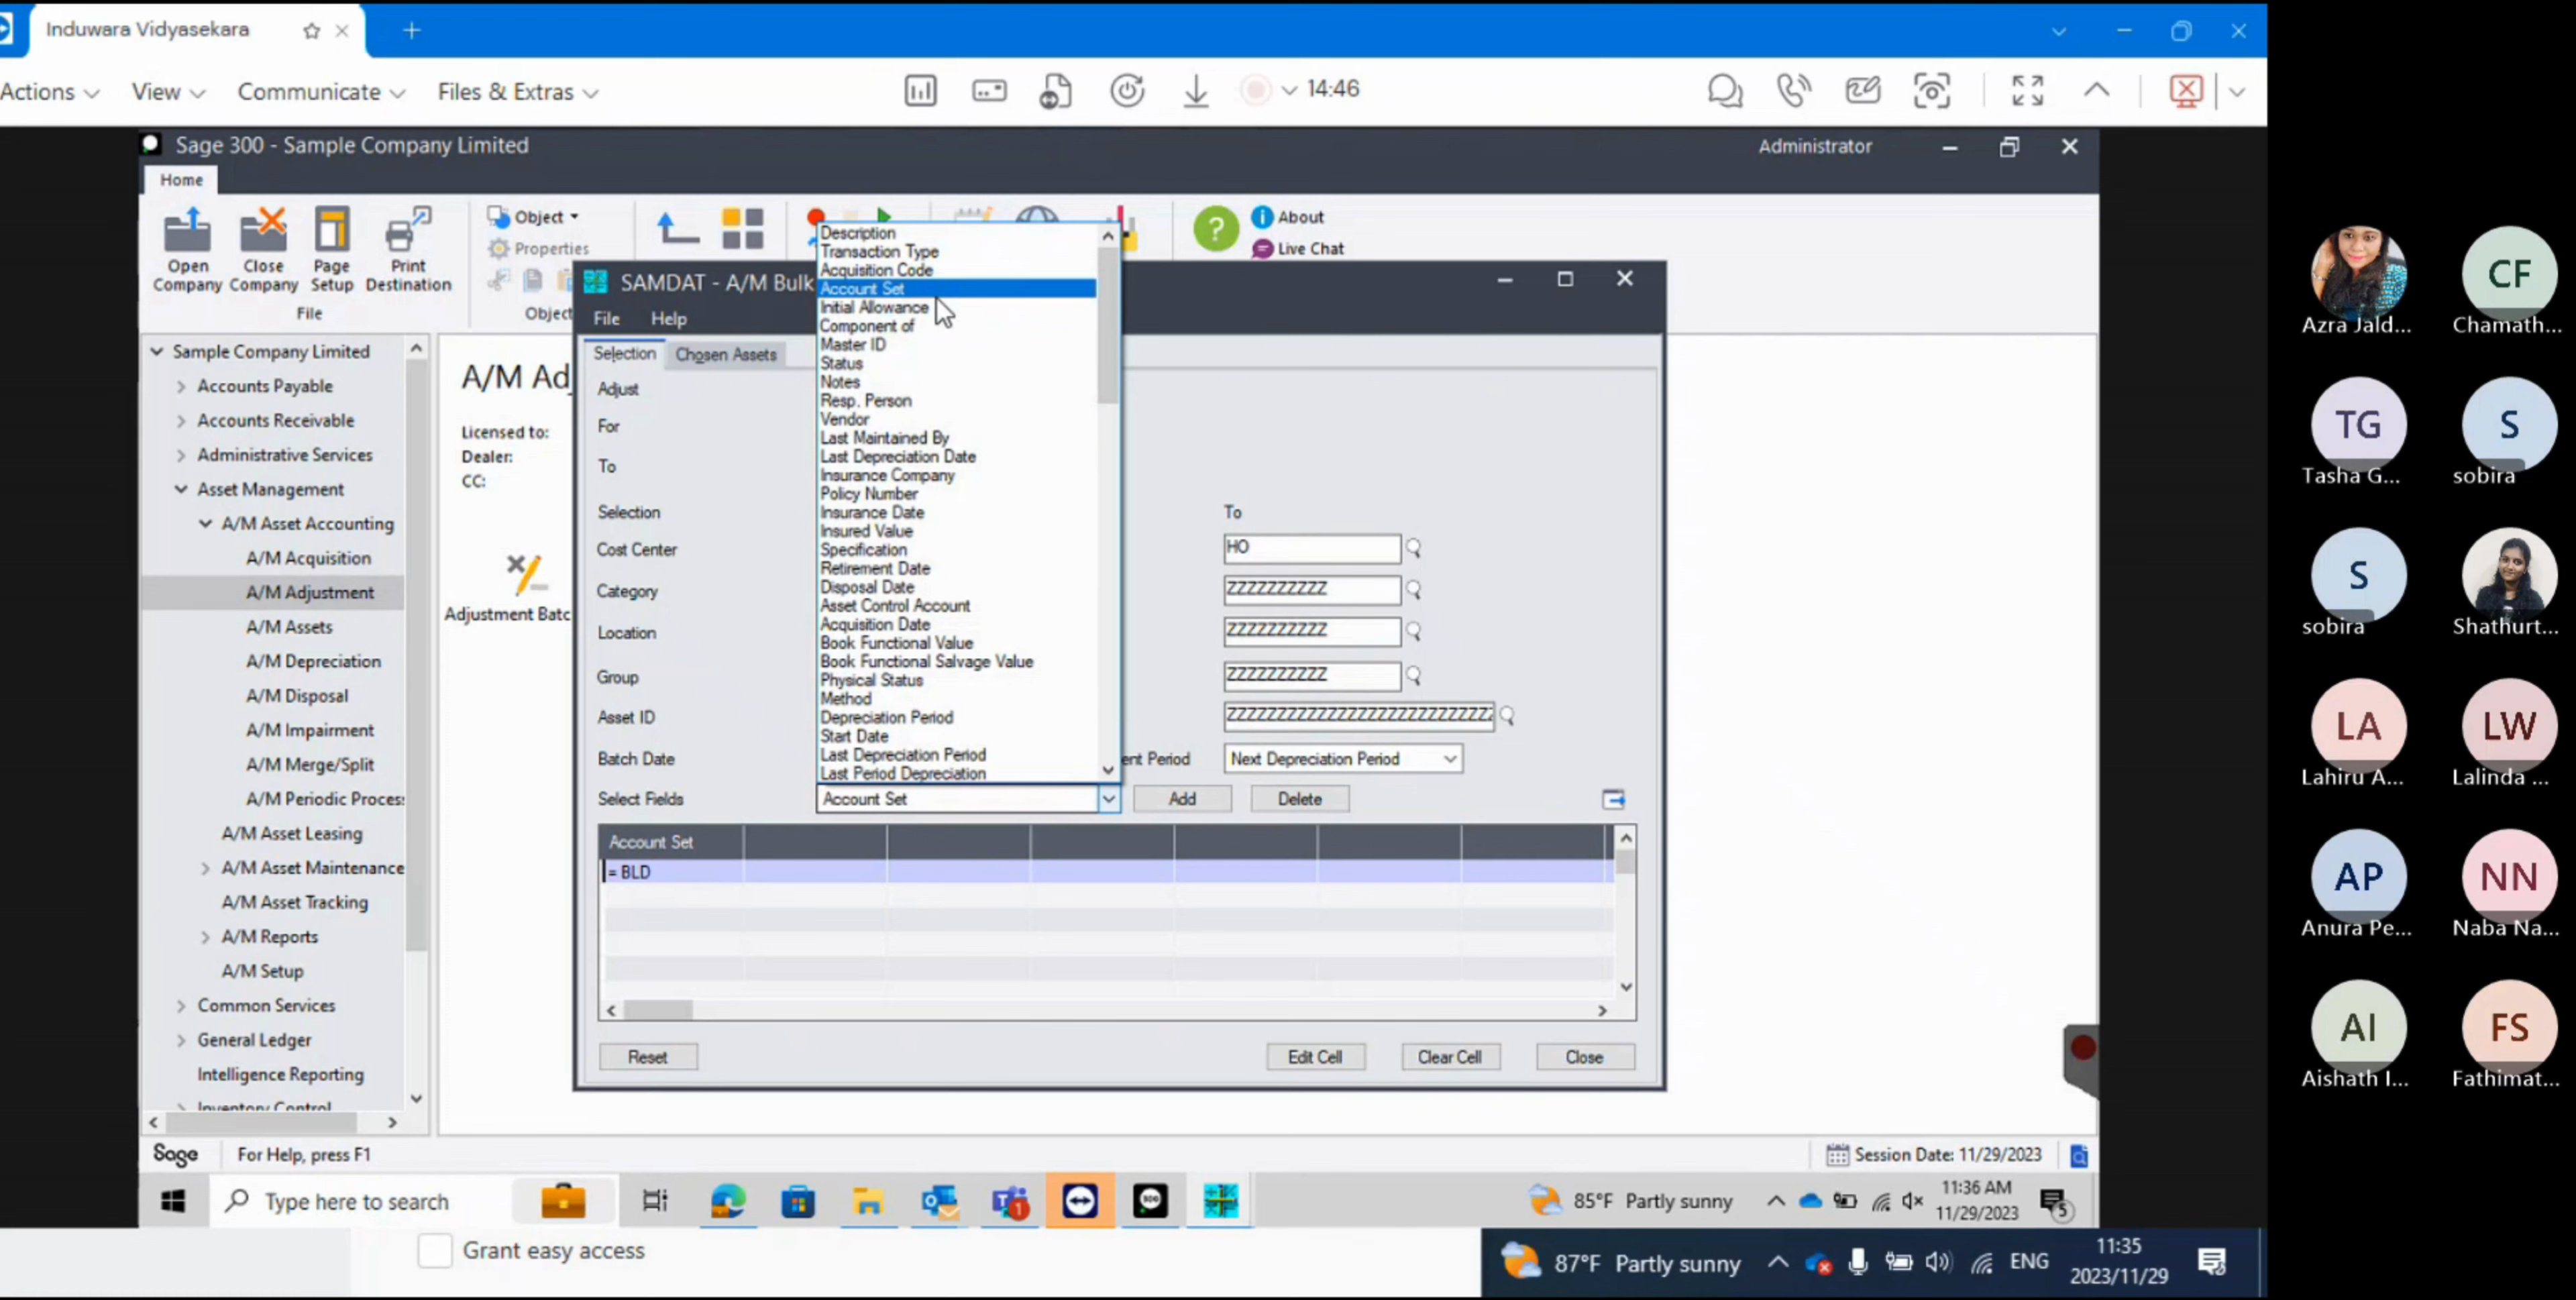 Induwara Vidyasekara
Actions View Communicate Files & Extras 14:46
Sage 300 - Sample Company Limited Administrator
Home
Open Company
Close Company
Page Setup
Print Destination
File
Object
Properties
About
Live Chat
SAMDAT - A/M Bulk
File Help
Selection Chosen Assets
Adjust
For
To
Selection To
Cost Center HO
Category ZZZZZZZZZZ
Location ZZZZZZZZZZ
Group ZZZZZZZZZZ
Asset ID
Batch Date ent Period Next Depreciation Period
Select Fields Account Set Add Delete
Description
Transaction Type
Acquisition Code
Account Set
Initial Allowance
Component of
Master ID
Status
Notes
Resp. Person
Vendor
Last Maintained By
Last Depreciation Date
Insurance Company
Policy Number
Insurance Date
Insured Value
Specification
Retirement Date
Disposal Date
Asset Control Account
Acquisition Date
Book Functional Value
Book Functional Salvage Value
Physical Status
Method
Depreciation Period
Start Date
Last Depreciation Period
Last Period Depreciation
Account Set
= BLD
Reset Edit Cell Clear Cell Close
Sample Company Limited
Accounts Payable
Accounts Receivable
Administrative Services
Asset Management
A/M Asset Accounting
A/M Acquisition
A/M Adjustment
A/M Assets
A/M Depreciation
A/M Disposal
A/M Impairment
A/M Merge/Split
A/M Periodic Process
A/M Asset Leasing
A/M Asset Maintenance
A/M Asset Tracking
A/M Reports
A/M Setup
Common Services
General Ledger
Intelligence Reporting
Inventory Control
A/M Ad
Licensed to:
Dealer:
CC:
Adjustment Batc
Sage For Help, press F1 Session Date: 11/29/2023
Type here to search 85°F Partly sunny 11:36 AM
11/29/2023
Grant easy access
87°F Partly sunny ENG 11:35
2023/11/29
Azra Jald...
CF
Chamath...
TG
Tasha G...
S
sobira
S
sobira
Shathurt...
LA
Lahiru A...
LW
Lalinda ...
AP
Anura Pe...
NN
Naba Na...
AI
Aishath I...
FS
Fathimat...